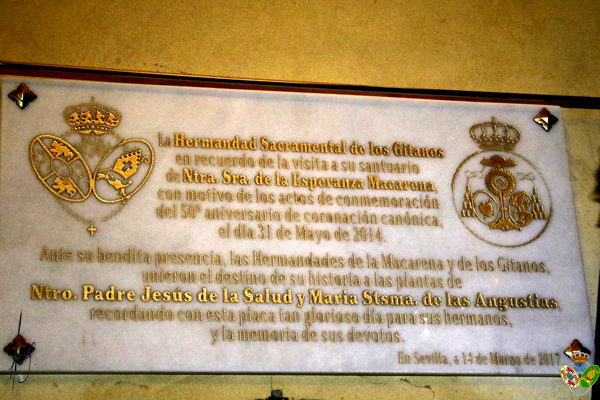 La Hermandad Sacramental de los Gitanos
en recuerdo de la visita a su santuario
de Ntra. Sra. de la Esperanza Macarena,
con motivo de los actos de conmemoración
del 50º aniversario de coronación canónica,
el día 31 de Mayo de 2014.
Ante su bendita presencia, las Hermandades de la Macarena y de los Gitanos,
unieron el destino de su historia a las plantas de
Ntro. Padre Jesús de la Salud y María Stsma. de las Angustias,
recordando con esta placa tan glorioso día para sus hermanos,
y la memoria de sus devotos.
En Sevilla, a 14 de Marzo de 2017